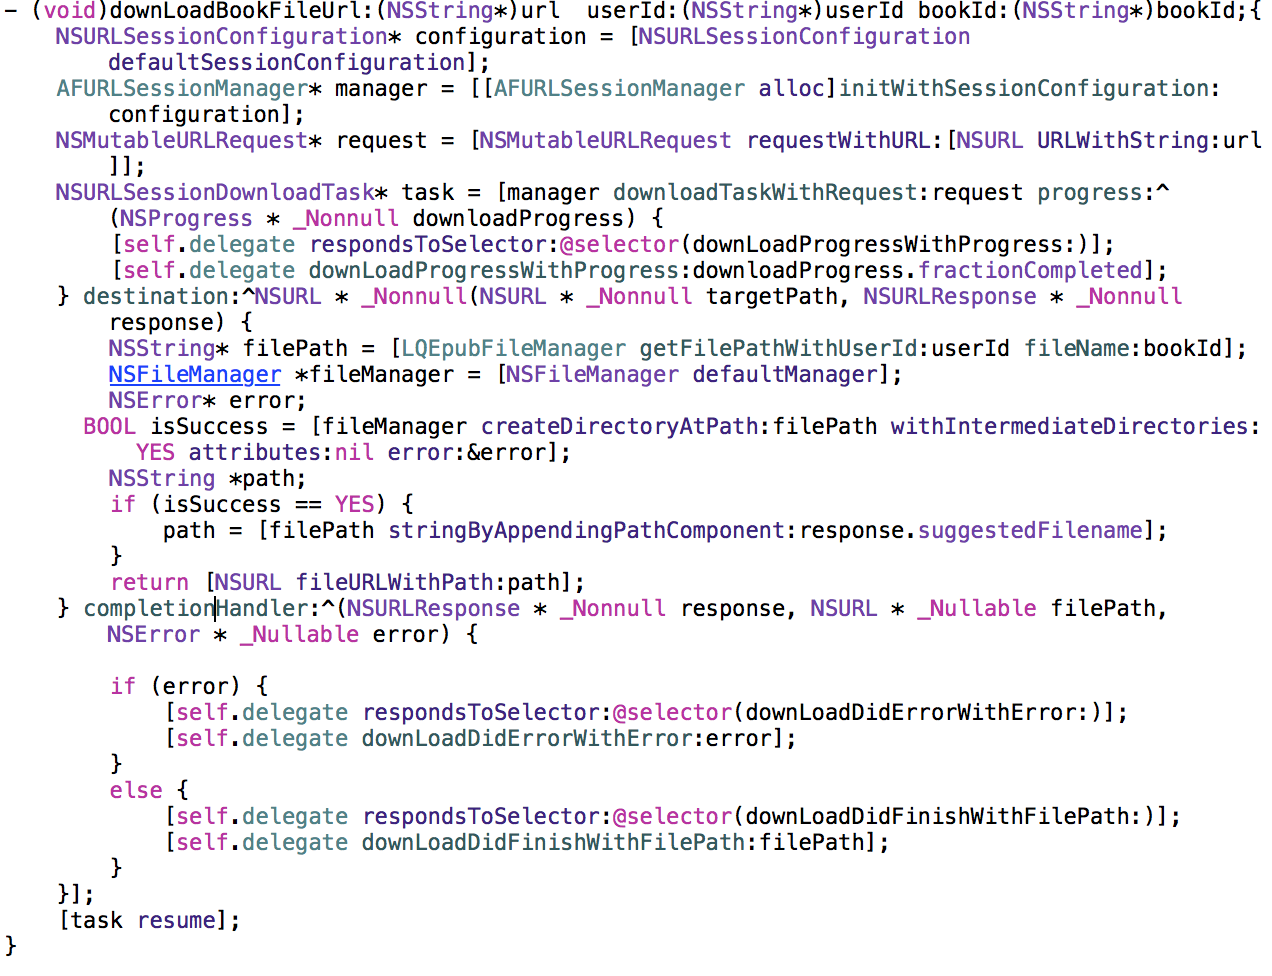 - (void)downLoadBookFileUrl:(NSString*)url  userId:(NSString*)userId bookId:(NSString*)bookId;{
NSURLSessionConfiguration* configuration = [NSURLSessionConfiguration
defaultSessionConfiguration];
AFURLSessionManager* manager = [[AFURLSessionManager alloc]initWithSessionConfiguration:
configuration];
NSMutableURLRequest* request = [NSMutableURLRequest requestWithURL:[NSURL URLWithString:url
]];
NSURLSessionDownloadTask* task = [manager downloadTaskWithRequest:request progress:^
(NSProgress * _Nonnull downloadProgress) {
[self.delegate respondsToSelector:@selector(downLoadProgressWithProgress:)];
[self.delegate downLoadProgressWithProgress:downloadProgress.fractionCompleted];
} destination:^NSURL * _Nonnull(NSURL * _Nonnull targetPath, NSURLResponse * _Nonnull
response) {
NSString* filePath = [LQEpubFileManager getFilePathWithUserId:userId fileName:bookId];
NSFileManager *fileManager = [NSFileManager defaultManager];
NSError* error;
BOOL isSuccess = [fileManager createDirectoryAtPath:filePath withIntermediateDirectories:
YES attributes:nil error:&error];
NSString *path;
if (isSuccess == YES) {
path = [filePath stringByAppendingPathComponent:response.suggestedFilename];
}
return [NSURL fileURLWithPath:path];
} completionHandler:^(NSURLResponse * _Nonnull response, NSURL * _Nullable filePath,
NSError * _Nullable error) {
if (error) {
[self.delegate respondsToSelector:@selector(downLoadDidErrorWithError:)];
[self.delegate downLoadDidErrorWithError:error];
}
else {
[self.delegate respondsToSelector:@selector(downLoadDidFinishWithFilePath:)];
[self.delegate downLoadDidFinishWithFilePath:filePath];
}
}];
[task resume];
}